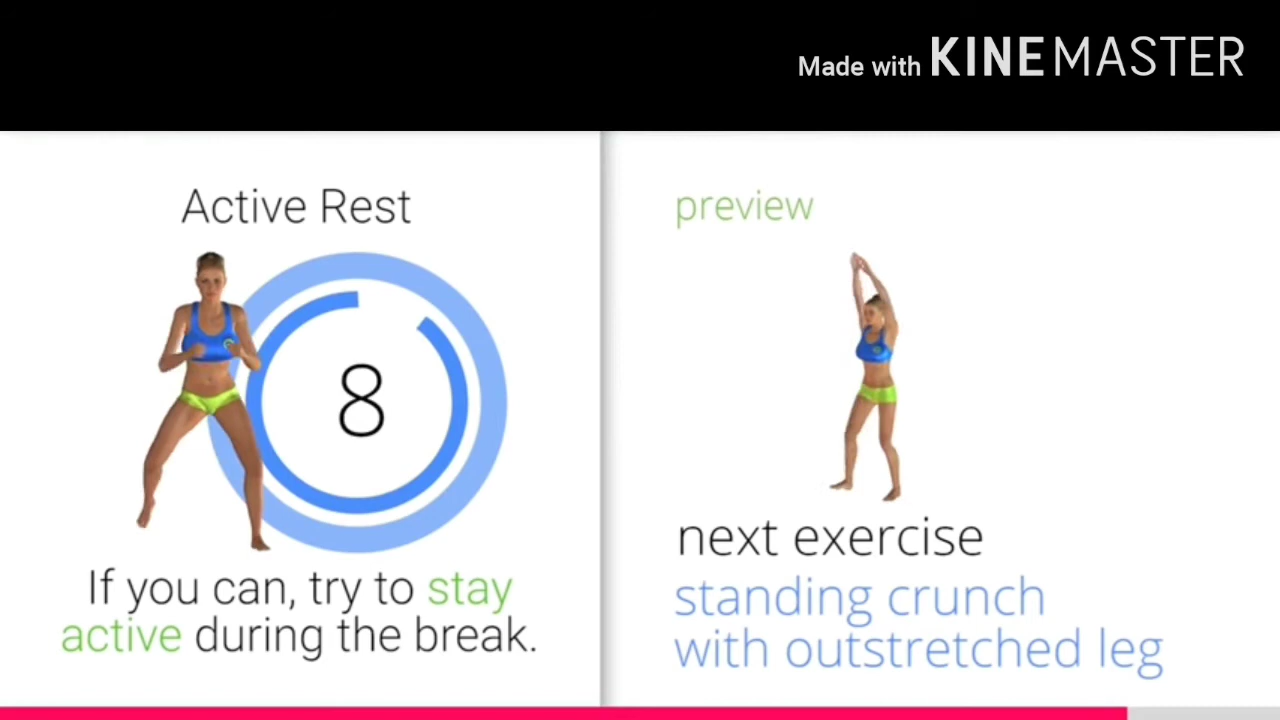 Made with KINEMASTER
Active Rest
8
If you can, try to stay
active during the break.
preview
next exercise
standing crunch
with outstretched leg